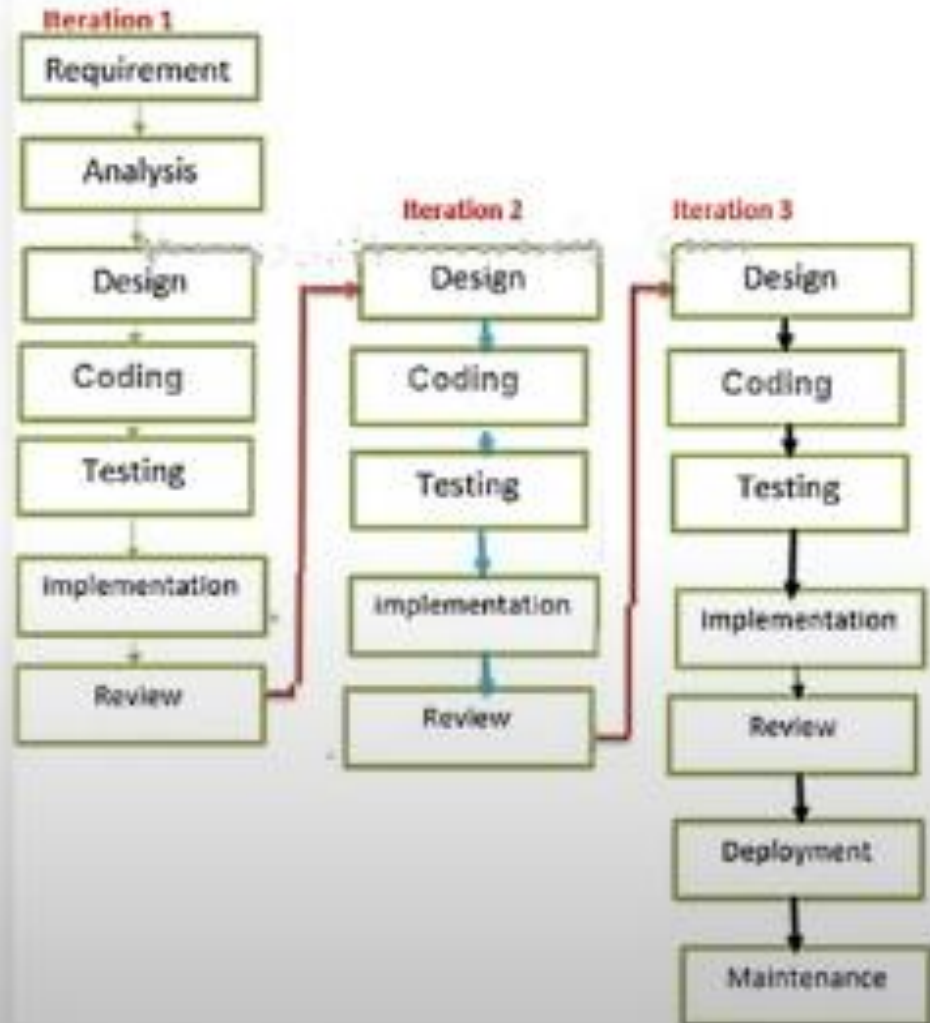 Iteration 1
Requirement
Analysis
Design
Coding
Testing
Implementation
Review
Iteration 2
Design
Coding
Testing
Implementation
Review
Iteration 3
Design
Coding
Testing
Implementation
Review
Deployment
Maintenance